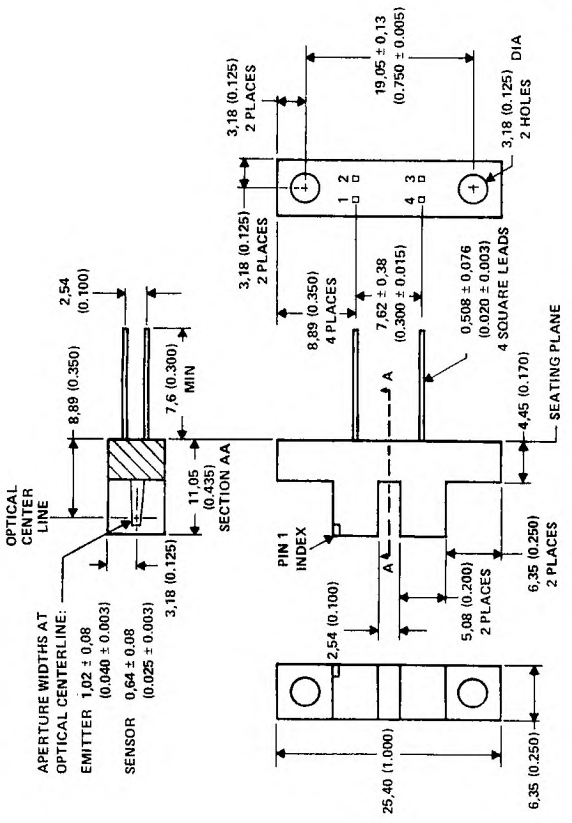 OPTICAL
CENTER
LINE
APERTURE WIDTHS AT
OPTICAL CENTERLINE:
EMITTER 1,02 ± 0,08
(0.040 ± 0.003)
SENSOR 0,64 ± 0.08
(0.025 ± 0.003)
8,89 (0.350)
2,54
(0.100)
7,6 (0.300)
MIN
11,05
(0.435)
SECTION AA
3,18 (0.125)
3,18 (0.125)
2 PLACES
3,18 (0.125)
2 PLACES
19,05 ± 0,13
(0.750 ± 0.005)
3,18 (0.125) DIA
2 HOLES
1 2
4 3
8,89 (0.350)
4 PLACES
7,62 ± 0,38
(0.300 ± 0.015)
0,508 ± 0,076
(0.020 ± 0.003)
4 SQUARE LEADS
PIN 1
INDEX
A
A
SEATING PLANE
4,45 (0.170)
2,54 (0.100)
5,08 (0.200)
2 PLACES
6,35 (0.250)
2 PLACES
25,40 (1.000)
6,35 (0.250)